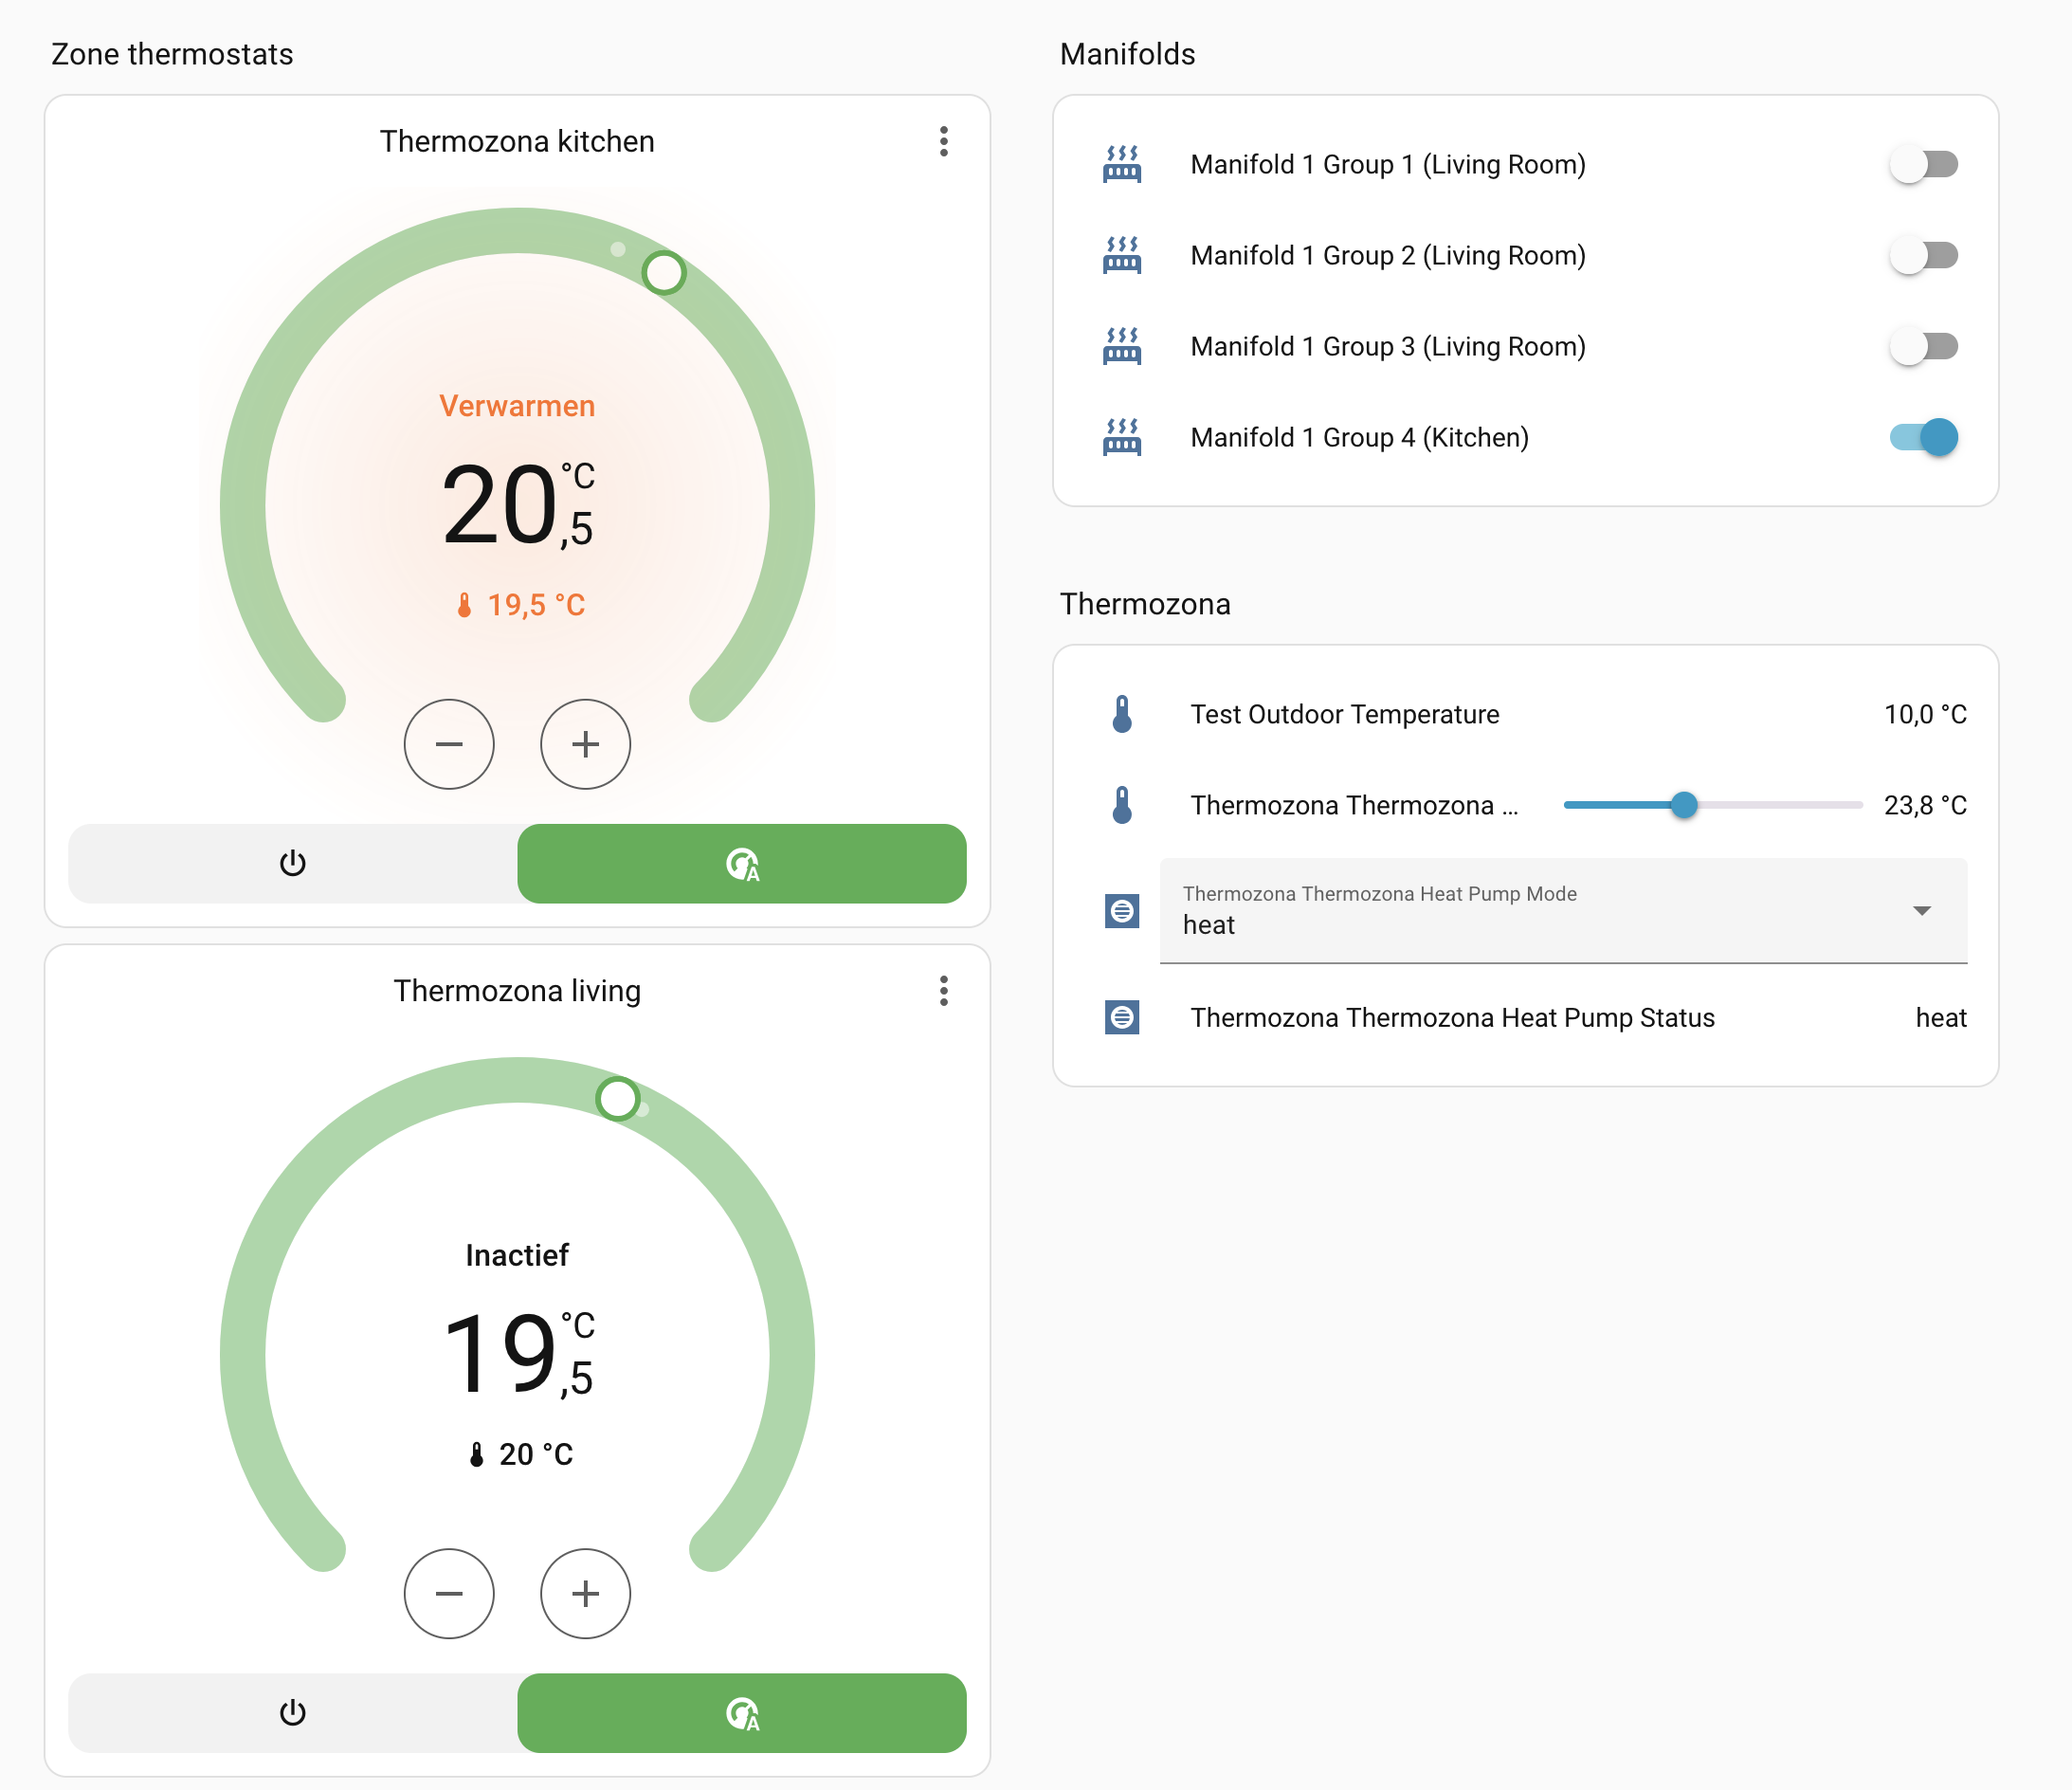 Zone thermostats
Thermozona kitchen
Verwarmen
20,5 °C
19,5 °C
Thermozona living
Inactief
19,5 °C
20 °C
Manifolds
Manifold 1 Group 1 (Living Room)
Manifold 1 Group 2 (Living Room)
Manifold 1 Group 3 (Living Room)
Manifold 1 Group 4 (Kitchen)
Thermozona
Test Outdoor Temperature 10,0 °C
Thermozona Thermozona ... 23,8 °C
Thermozona Thermozona Heat Pump Mode
heat
Thermozona Thermozona Heat Pump Status heat